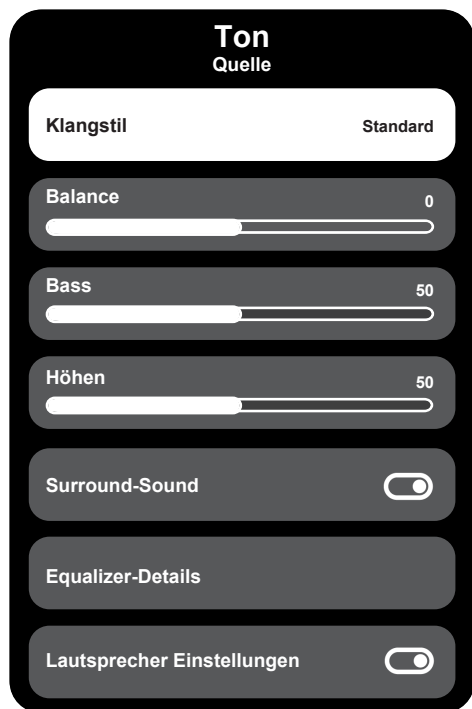 Ton
Quelle
Klangstil Standard
Balance 0
Bass 50
Höhen 50
Surround-Sound
Equalizer-Details
Lautsprecher Einstellungen